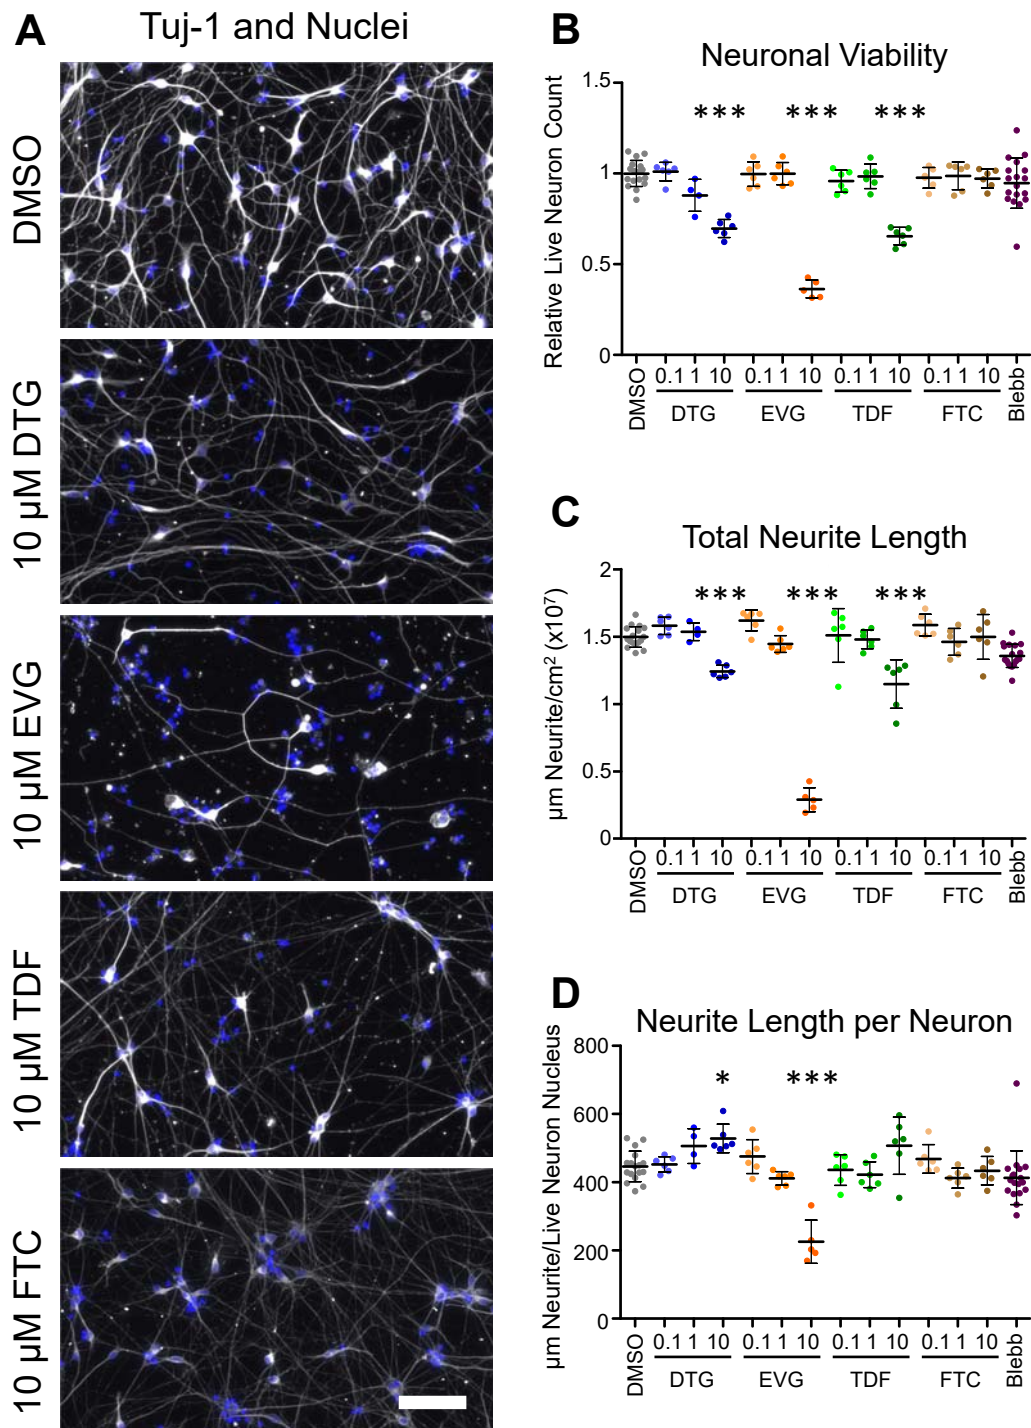 A
Tuj-1 and Nuclei
DMSO
10 µM DTG
10 µM EVG
10 µM TDF
10 µM FTC
B
Neuronal Viability
Relative Live Neuron Count
1.5
1
0.5
0
*** *** ***
DMSO 0.1 1 10 0.1 1 10 0.1 1 10 0.1 1 10 Blebb
DTG EVG TDF FTC
C
Total Neurite Length
µm Neurite/cm² (x10⁷)
2
1.5
1
0.5
0
*** *** ***
DMSO 0.1 1 10 0.1 1 10 0.1 1 10 0.1 1 10 Blebb
DTG EVG TDF FTC
D
Neurite Length per Neuron
µm Neurite/Live Neuron Nucleus
800
600
400
200
0
* ***
DMSO 0.1 1 10 0.1 1 10 0.1 1 10 0.1 1 10 Blebb
DTG EVG TDF FTC